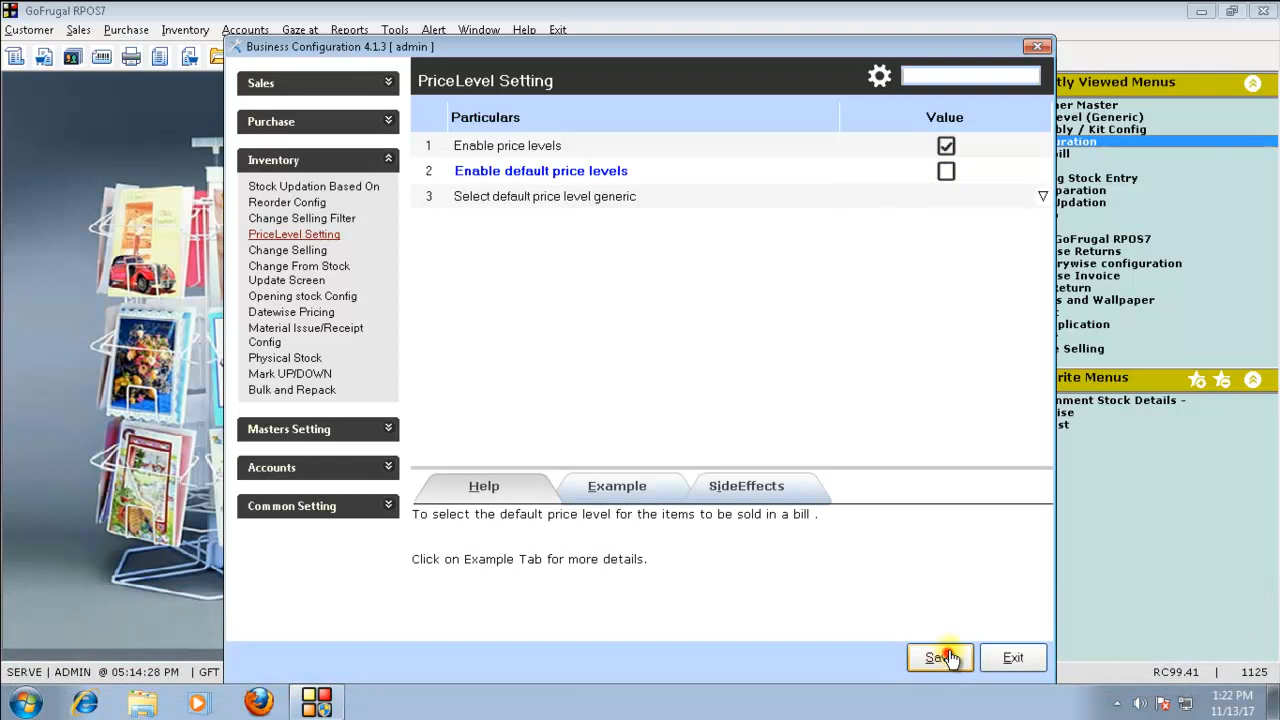 GoFrugal RPOS7
Customer Sales Purchase Inventory Accounts Gaze at Reports Tools Alert Window Help Exit
Business Configuration 4.1.3 [ admin ]
Sales
Purchase
Inventory
Stock Updation Based On
Reorder Config
Change Selling Filter
PriceLevel Setting
Change Selling
Change From Stock
Update Screen
Opening stock Config
Datewise Pricing
Material Issue/Receipt
Config
Physical Stock
Mark UP/DOWN
Bulk and Repack
Masters Setting
Accounts
Common Setting
PriceLevel Setting
Particulars Value
1 Enable price levels
2 Enable default price levels
3 Select default price level generic
Help Example SideEffects
To select the default price level for the items to be sold in a bill .
Click on Example Tab for more details.
Exit
tly Viewed Menus
er Master
evel (Generic)
bly / Kit Config
uration
ill
ng Stock Entry
paration
Updation
GoFrugal RPOS7
se Returns
rywise configuration
se Invoice
Return
s and Wallpaper
pplication
e Selling
rite Menus
nment Stock Details -
ise
st
SERVE | ADMIN @ 05:14:28 PM | GFT
RC99.41 | 1125
1:22 PM
11/13/17